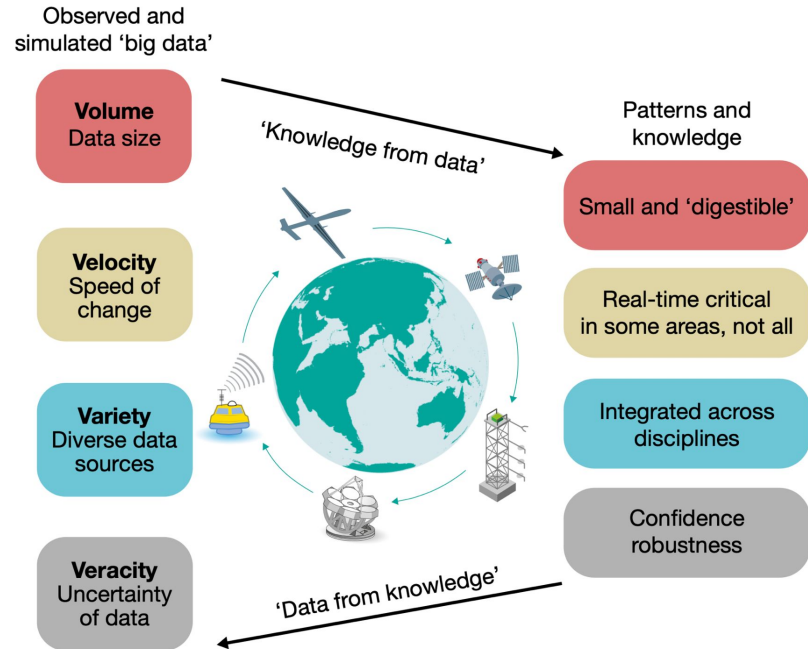 Observed and
simulated ‘big data’
Volume
Data size
Velocity
Speed of
change
Variety
Diverse data
sources
Veracity
Uncertainty
of data
‘Knowledge from data’
‘Data from knowledge’
Patterns and
knowledge
Small and ‘digestible’
Real-time critical
in some areas, not all
Integrated across
disciplines
Confidence
robustness